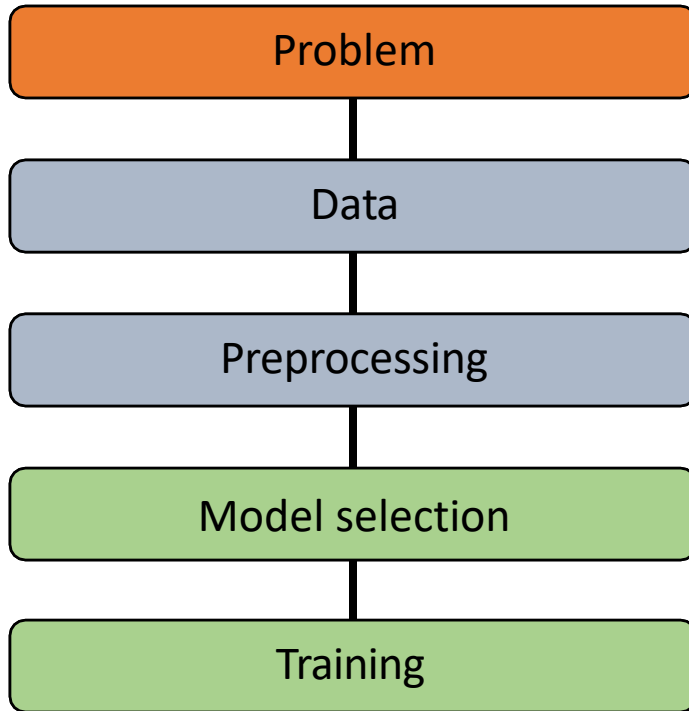 Problem
Data
Preprocessing
Model selection
Training